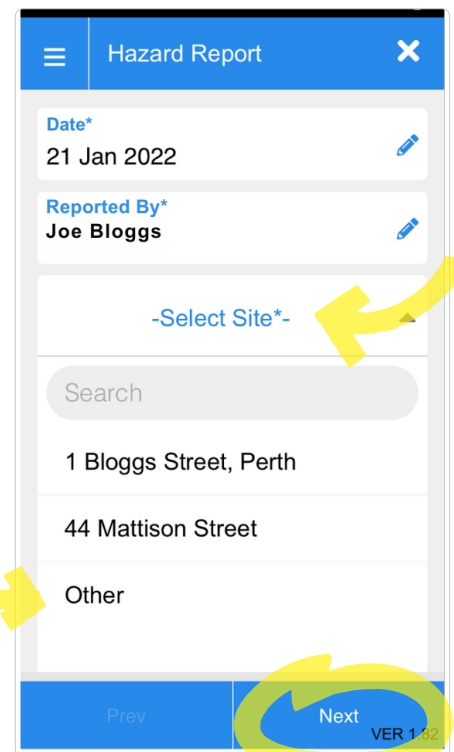 Hazard Report
Date*
21 Jan 2022
Reported By*
Joe Bloggs
-Select Site*-
Search
1 Bloggs Street, Perth
44 Mattison Street
Other
Prev
Next
VER 1.82